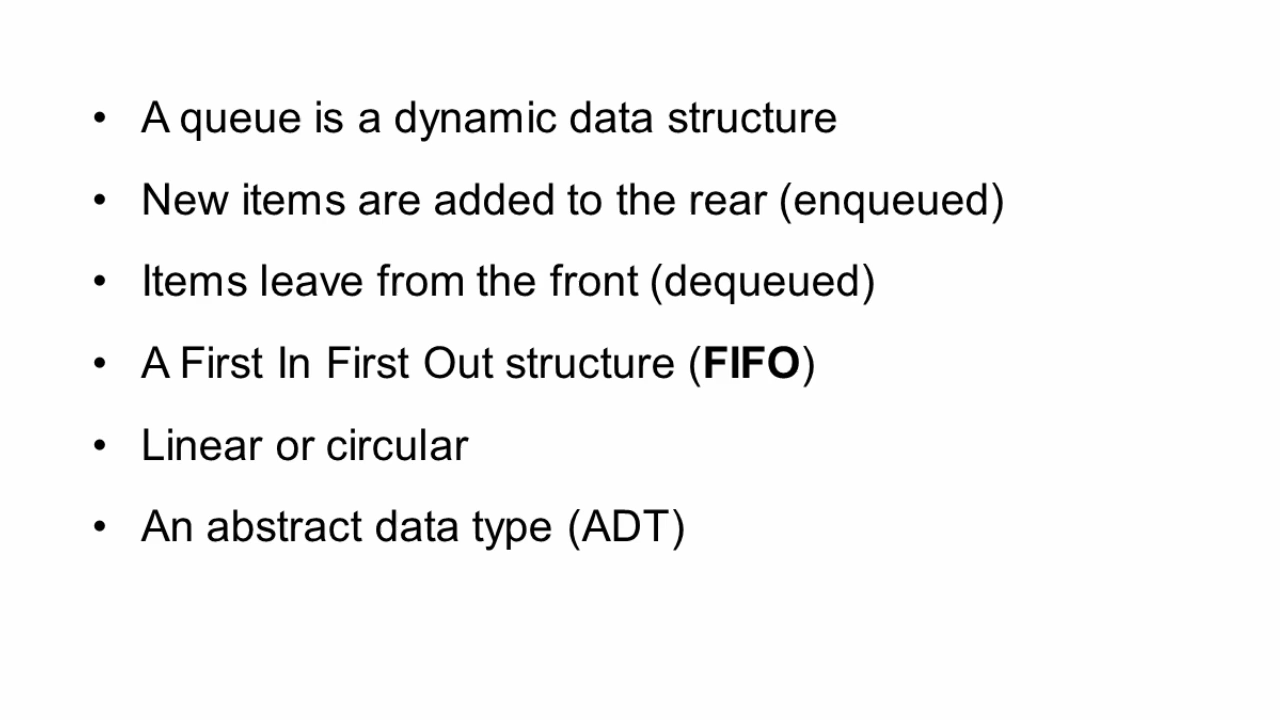 • A queue is a dynamic data structure
• New items are added to the rear (enqueued)
• Items leave from the front (dequeued)
• A First In First Out structure (FIFO)
• Linear or circular
• An abstract data type (ADT)